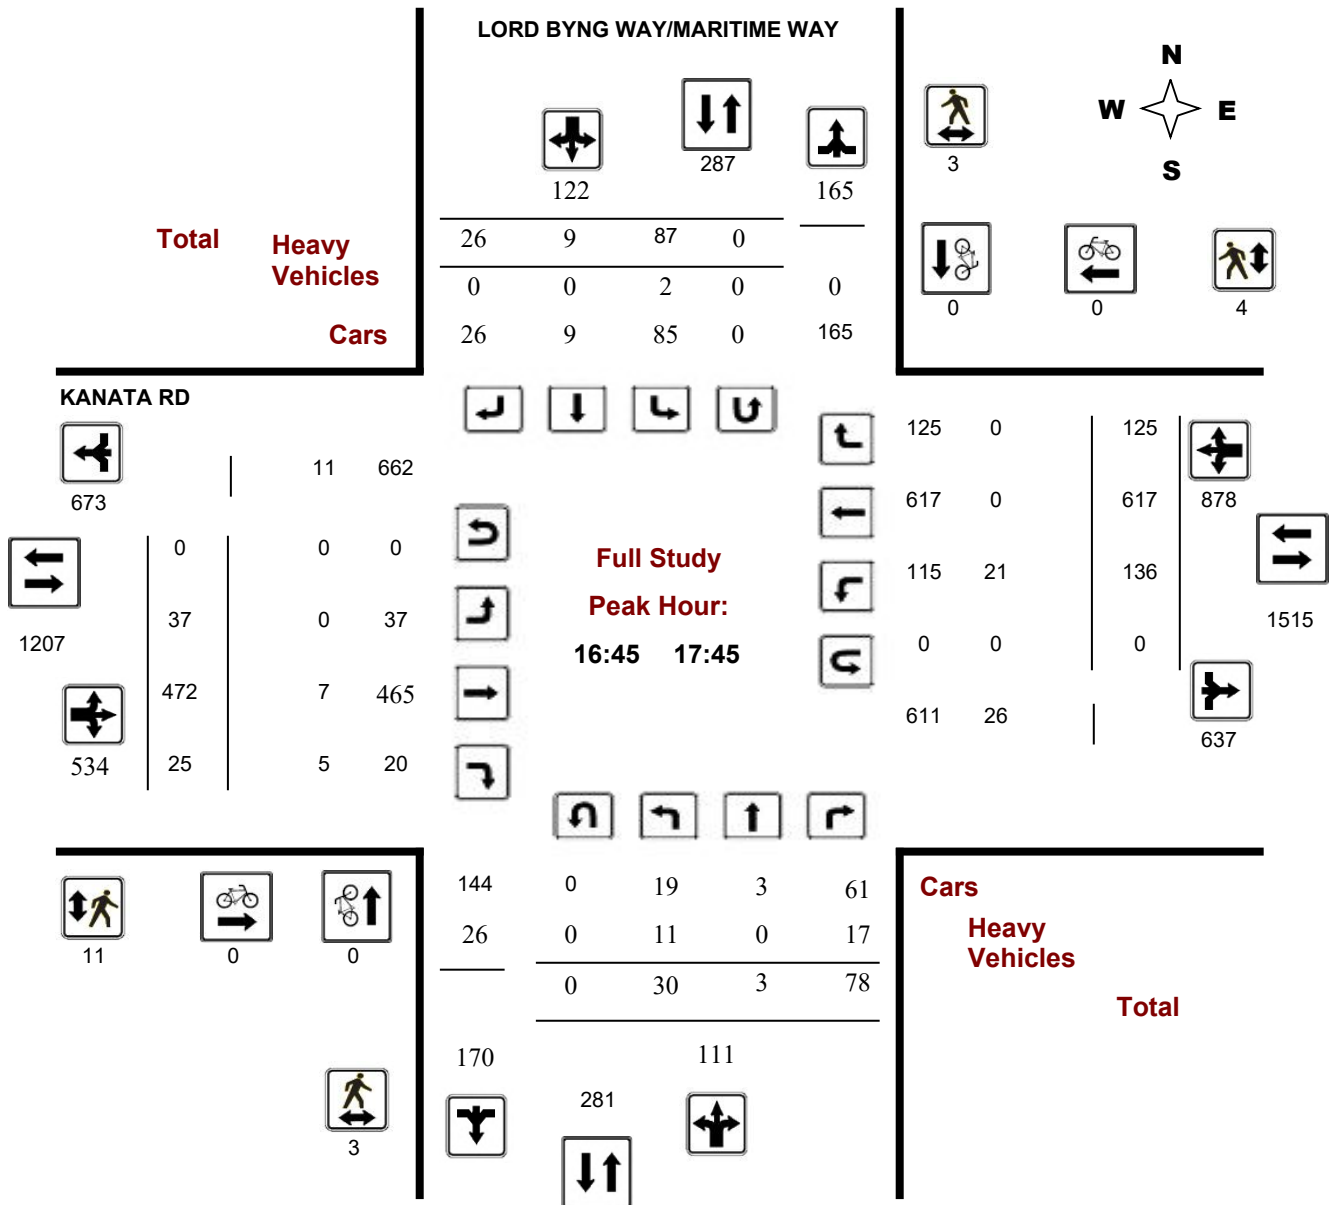 LORD BYNG WAY/MARITIME WAY
N
W E
S
287
3
122 165
Total Heavy
Vehicles
Cars
26 9 87 0
0 0 2 0 0
26 9 85 0 165
0 0 4
KANATA RD
673
11 662
0 0 0
1207
37 0 37
472 7 465
534
25 5 20
Full Study
Peak Hour:
16:45 17:45
125 0 125
617 0 617 878
115 21 136
1515
0 0 0
611 26
637
144 0 19 3 61
26 0 11 0 17
0 30 3 78
Cars
Heavy
Vehicles
Total
11 0 0
170 111
281
3